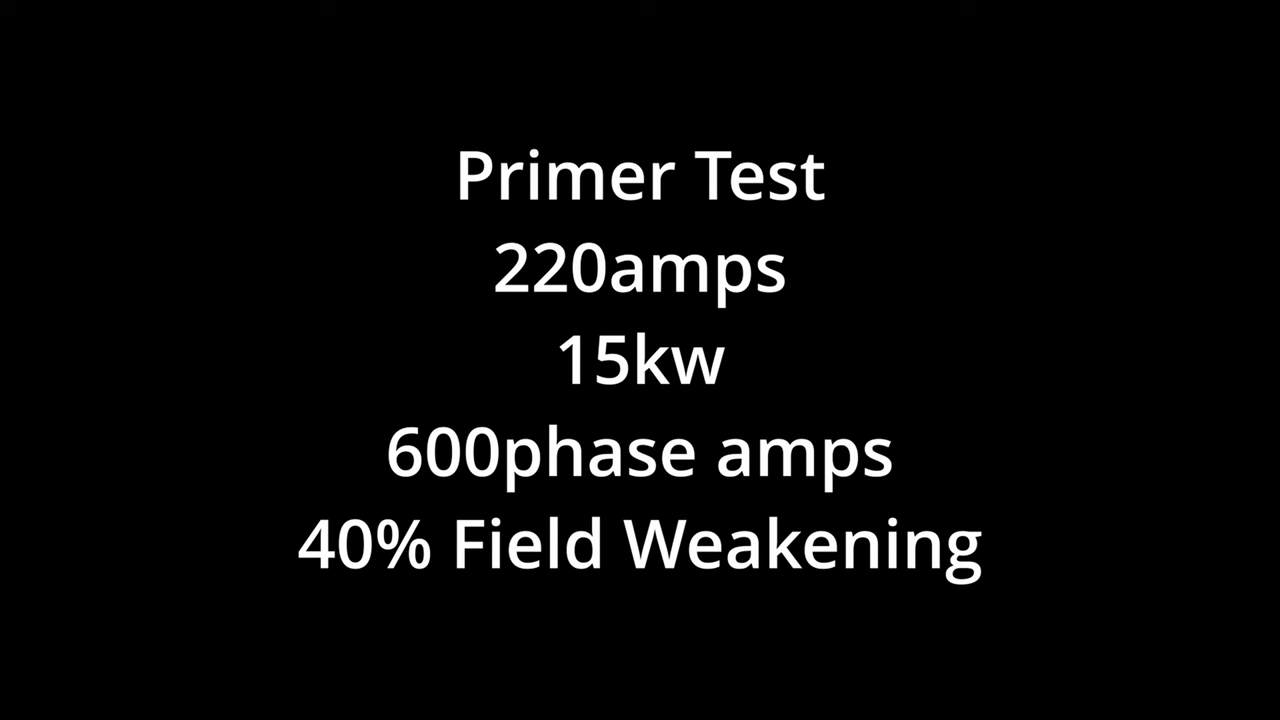 Primer Test
220amps
15kw
600phase amps
40% Field Weakening